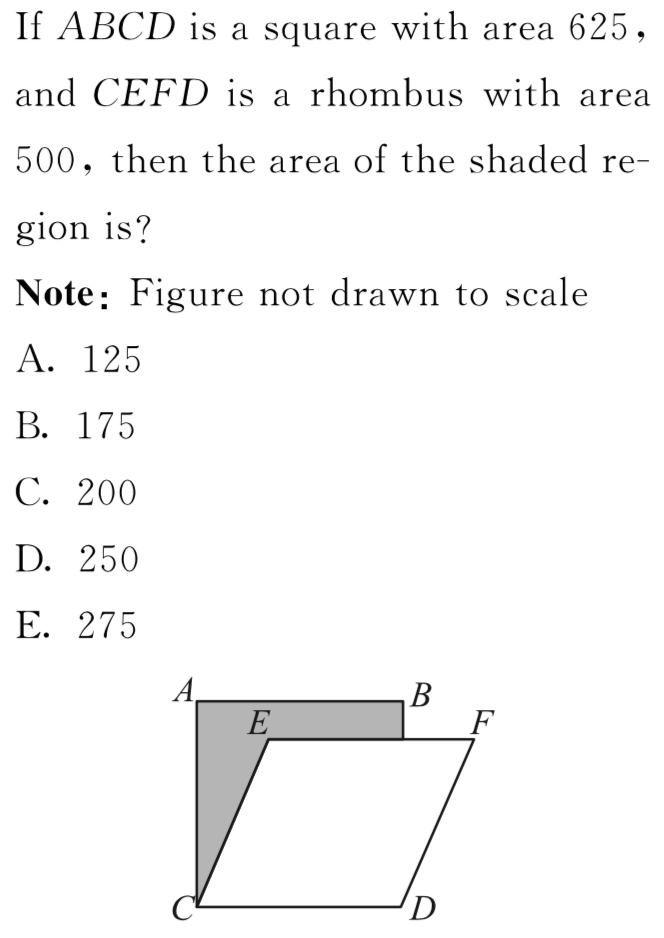 If ABCD is a square with area 625,
and CEFD is a rhombus with area
500, then the area of the shaded re-
gion is?
Note: Figure not drawn to scale
A. 125
B. 175
C. 200
D. 250
E. 275
A
B
E
F
C
D